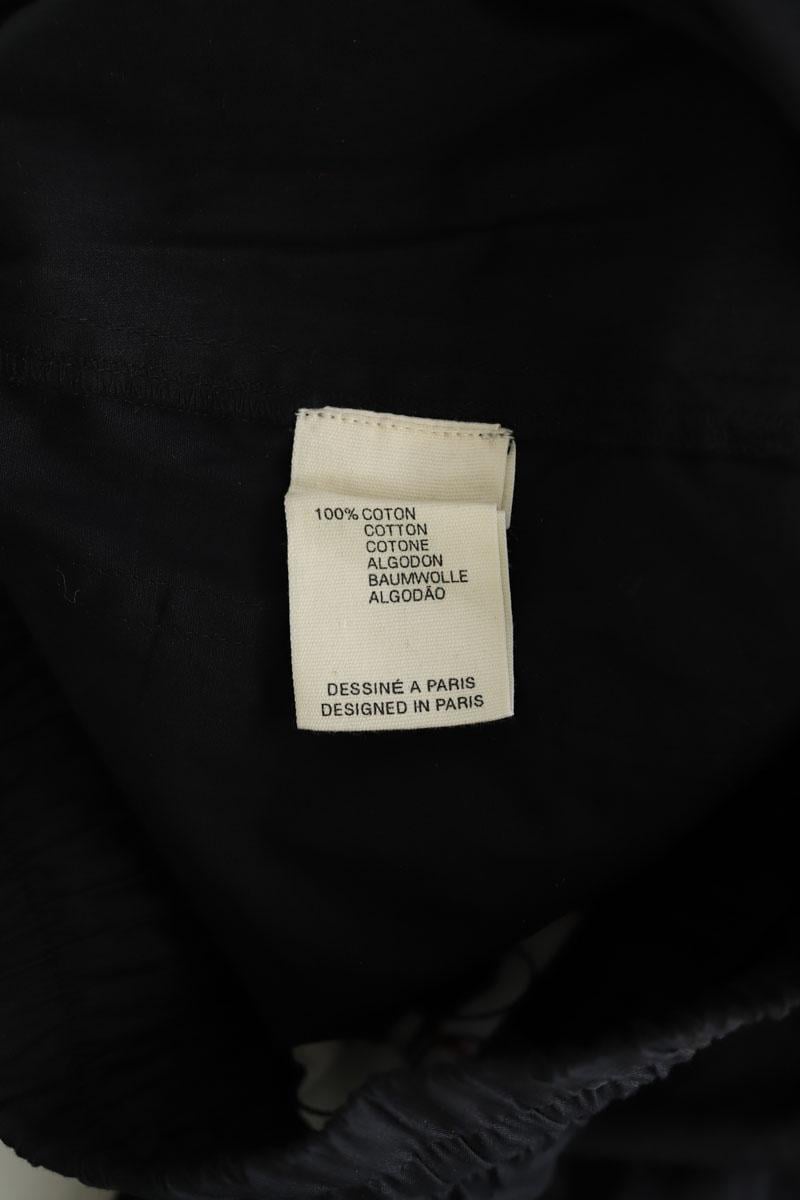 100% COTON
COTTON
COTONE
ALGODON
BAUMWOLLE
ALGODÃO
DESSINÉ A PARIS
DESIGNED IN PARIS